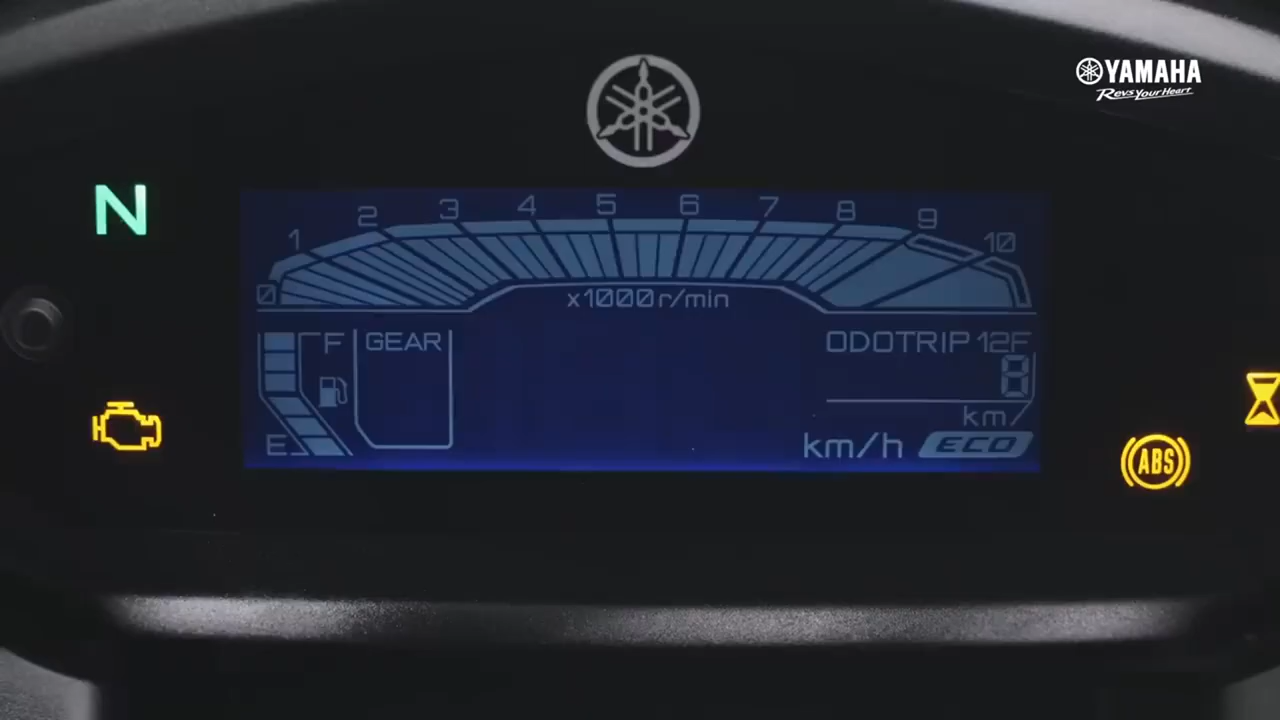 YAMAHA
Revs Your Heart
N
0 1 2 3 4 5 6 7 8 9 10
x1000r/min
F
GEAR
ODOTRIP 12F
8
km/
E
km/h
ECO
ABS